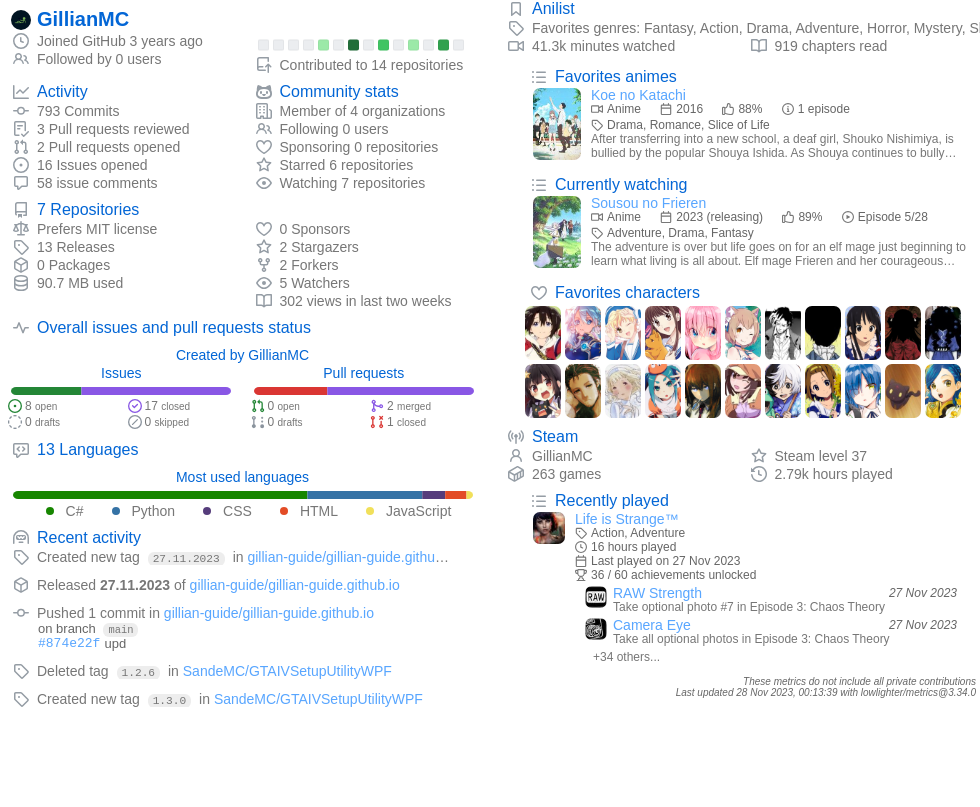 GillianMC
Joined GitHub 3 years ago
Followed by 0 users
Contributed to 14 repositories
Activity
793 Commits
3 Pull requests reviewed
2 Pull requests opened
16 Issues opened
58 issue comments
Community stats
Member of 4 organizations
Following 0 users
Sponsoring 0 repositories
Starred 6 repositories
Watching 7 repositories
7 Repositories
Prefers MIT license
13 Releases
0 Packages
90.7 MB used
0 Sponsors
2 Stargazers
2 Forkers
5 Watchers
302 views in last two weeks
Overall issues and pull requests status
Created by GillianMC
Issues
8 open
17 closed
0 drafts
0 skipped
Pull requests
0 open
2 merged
0 drafts
1 closed
13 Languages
Most used languages
C# Python CSS HTML JavaScript
Recent activity
Created new tag 27.11.2023 in gillian-guide/gillian-guide.githu…
Released 27.11.2023 of gillian-guide/gillian-guide.github.io
Pushed 1 commit in gillian-guide/gillian-guide.github.io
on branch main
#874e22f upd
Deleted tag 1.2.6 in SandeMC/GTAIVSetupUtilityWPF
Created new tag 1.3.0 in SandeMC/GTAIVSetupUtilityWPF
Anilist
Favorites genres: Fantasy, Action, Drama, Adventure, Horror, Mystery, S
41.3k minutes watched
919 chapters read
Favorites animes
Koe no Katachi
Anime 2016 88% 1 episode
Drama, Romance, Slice of Life
After transferring into a new school, a deaf girl, Shouko Nishimiya, is
bullied by the popular Shouya Ishida. As Shouya continues to bully…
Currently watching
Sousou no Frieren
Anime 2023 (releasing) 89% Episode 5/28
Adventure, Drama, Fantasy
The adventure is over but life goes on for an elf mage just beginning to
learn what living is all about. Elf mage Frieren and her courageous…
Favorites characters
Steam
GillianMC
Steam level 37
263 games
2.79k hours played
Recently played
Life is Strange™
Action, Adventure
16 hours played
Last played on 27 Nov 2023
36 / 60 achievements unlocked
RAW
RAW Strength 27 Nov 2023
Take optional photo #7 in Episode 3: Chaos Theory
Camera Eye 27 Nov 2023
Take all optional photos in Episode 3: Chaos Theory
+34 others...
These metrics do not include all private contributions
Last updated 28 Nov 2023, 00:13:39 with lowlighter/metrics@3.34.0